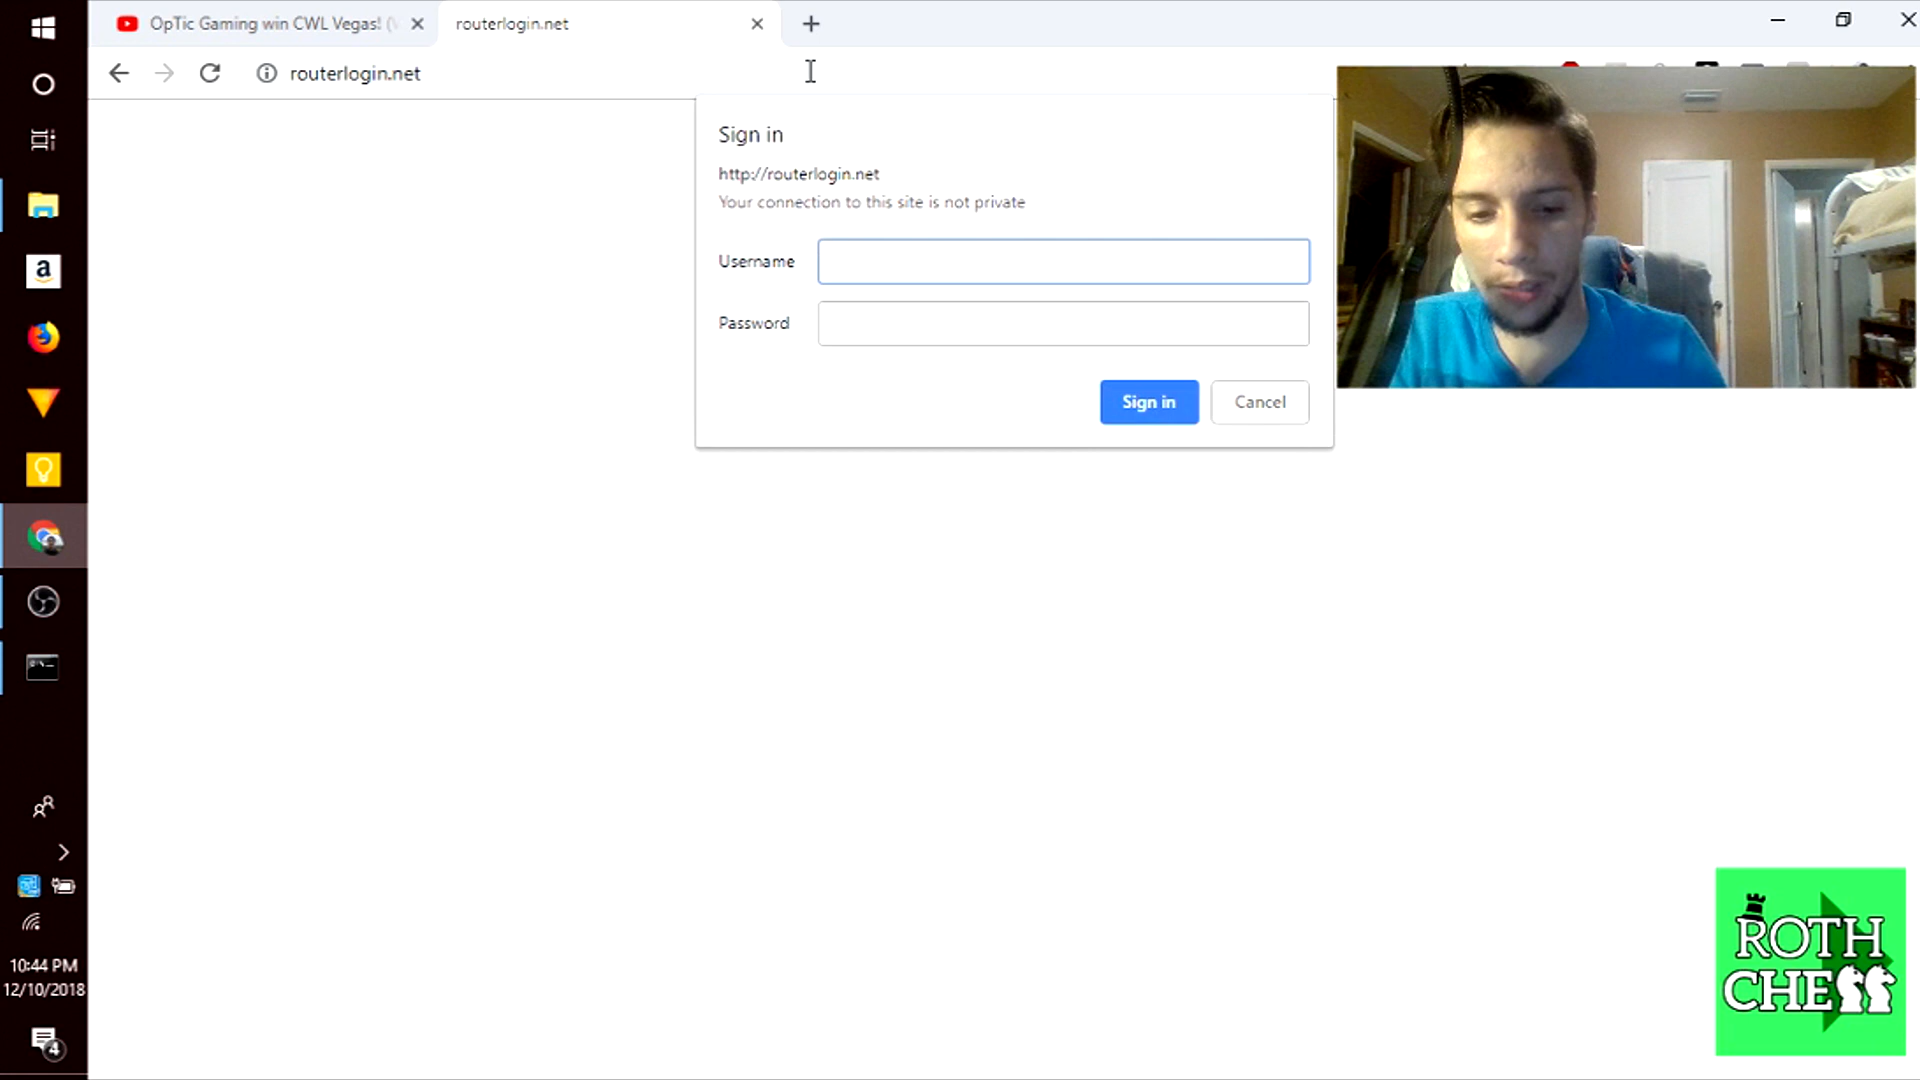 OpTic Gaming win CWL Vegas! (
routerlogin.net
routerlogin.net
Sign in
http://routerlogin.net
Your connection to this site is not private
Username
Password
Sign in
Cancel
a
10:44 PM
12/10/2018
4
ROTH
CHESS